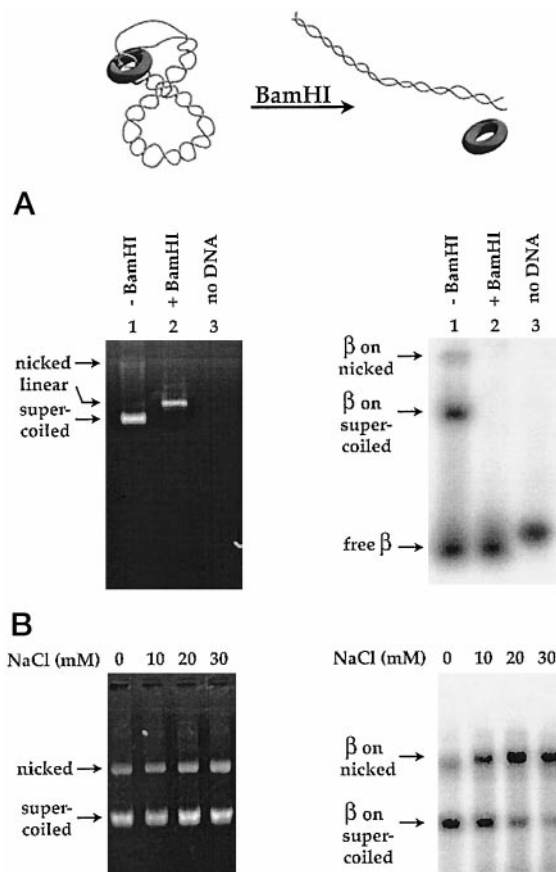 BamHI
A
- BamHI
+ BamHI
no DNA
1 2 3
nicked
linear
super-
coiled
- BamHI
+ BamHI
no DNA
1 2 3
β on
nicked
β on
super-
coiled
free β
B
NaCl (mM) 0 10 20 30
nicked
super-
coiled
NaCl (mM) 0 10 20 30
β on
nicked
β on
super-
coiled